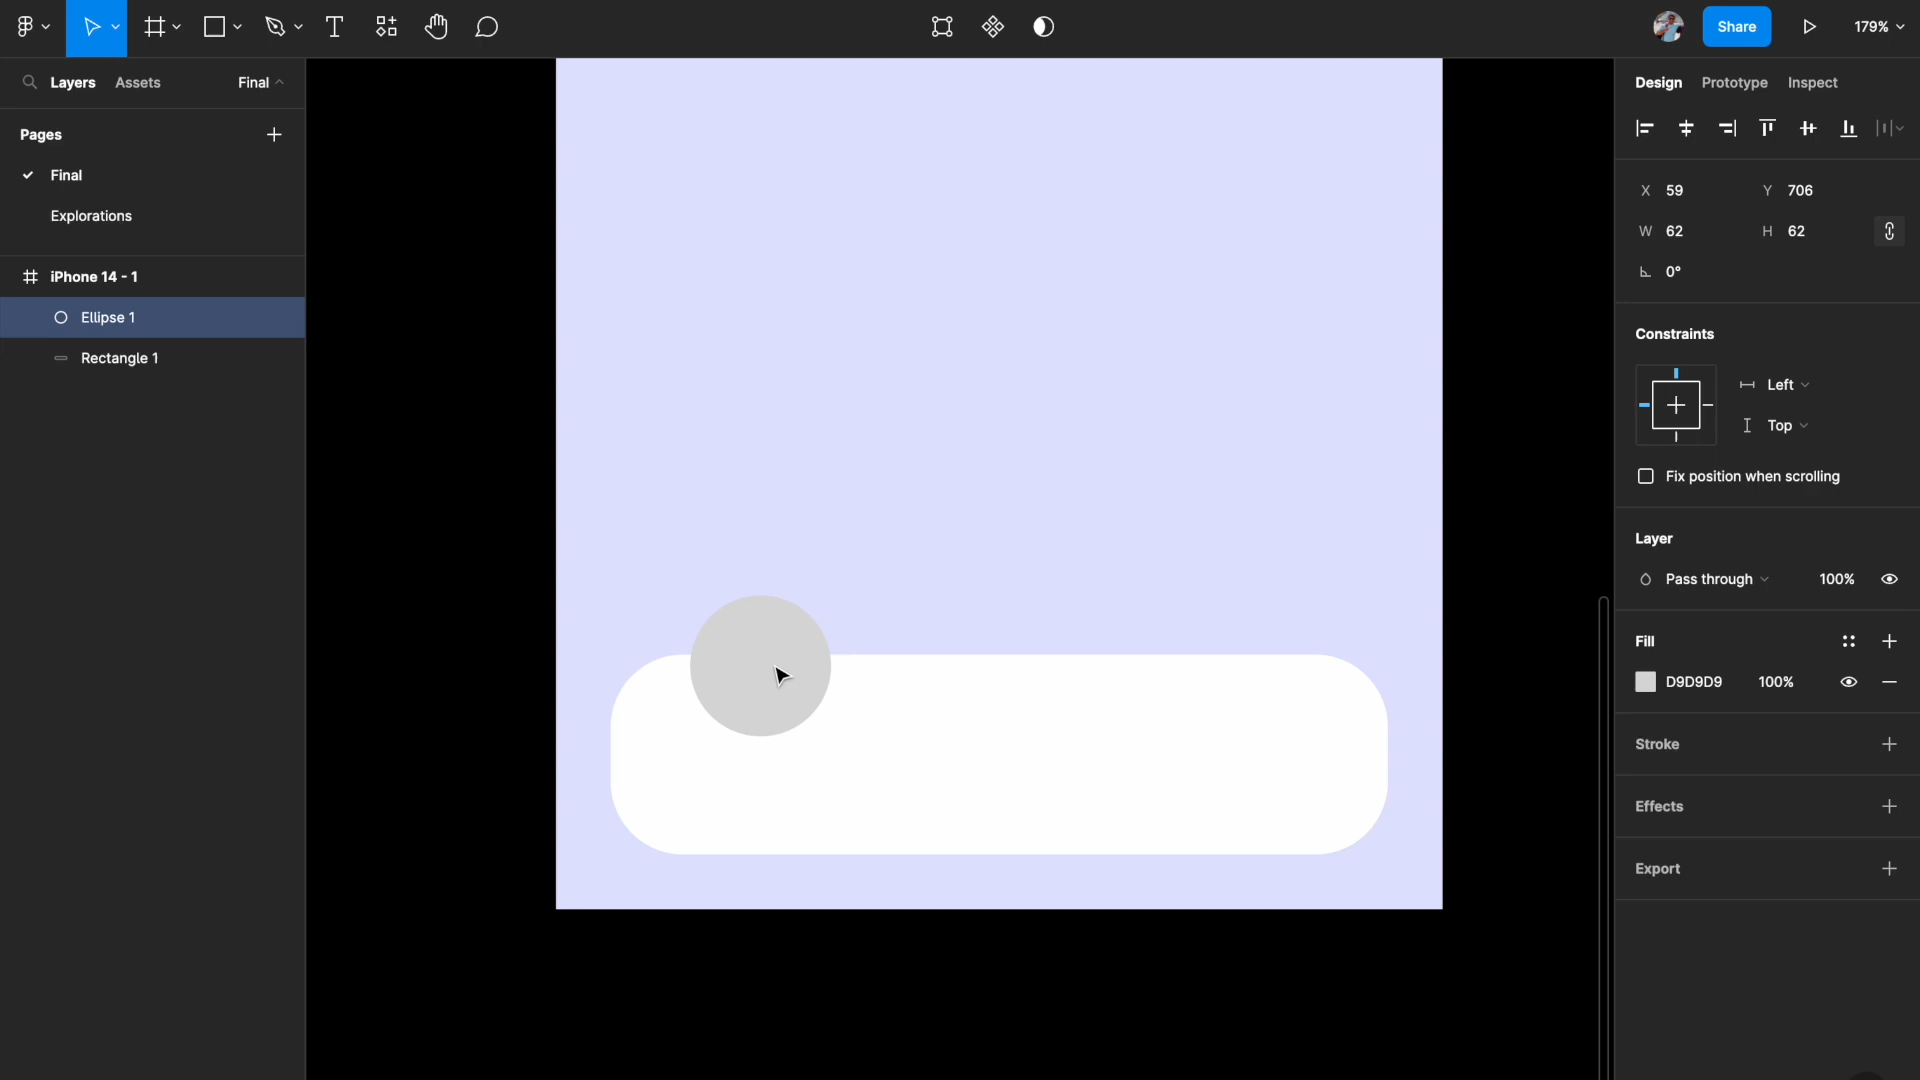 Share
179%
Layers Assets Final
Design Prototype Inspect
Pages
Final
Explorations
iPhone 14 - 1
Ellipse 1
Rectangle 1
X 59 Y 706
W 62 H 62
0°
Constraints
Left
Top
Fix position when scrolling
Layer
Pass through 100%
Fill
D9D9D9 100%
Stroke
Effects
Export